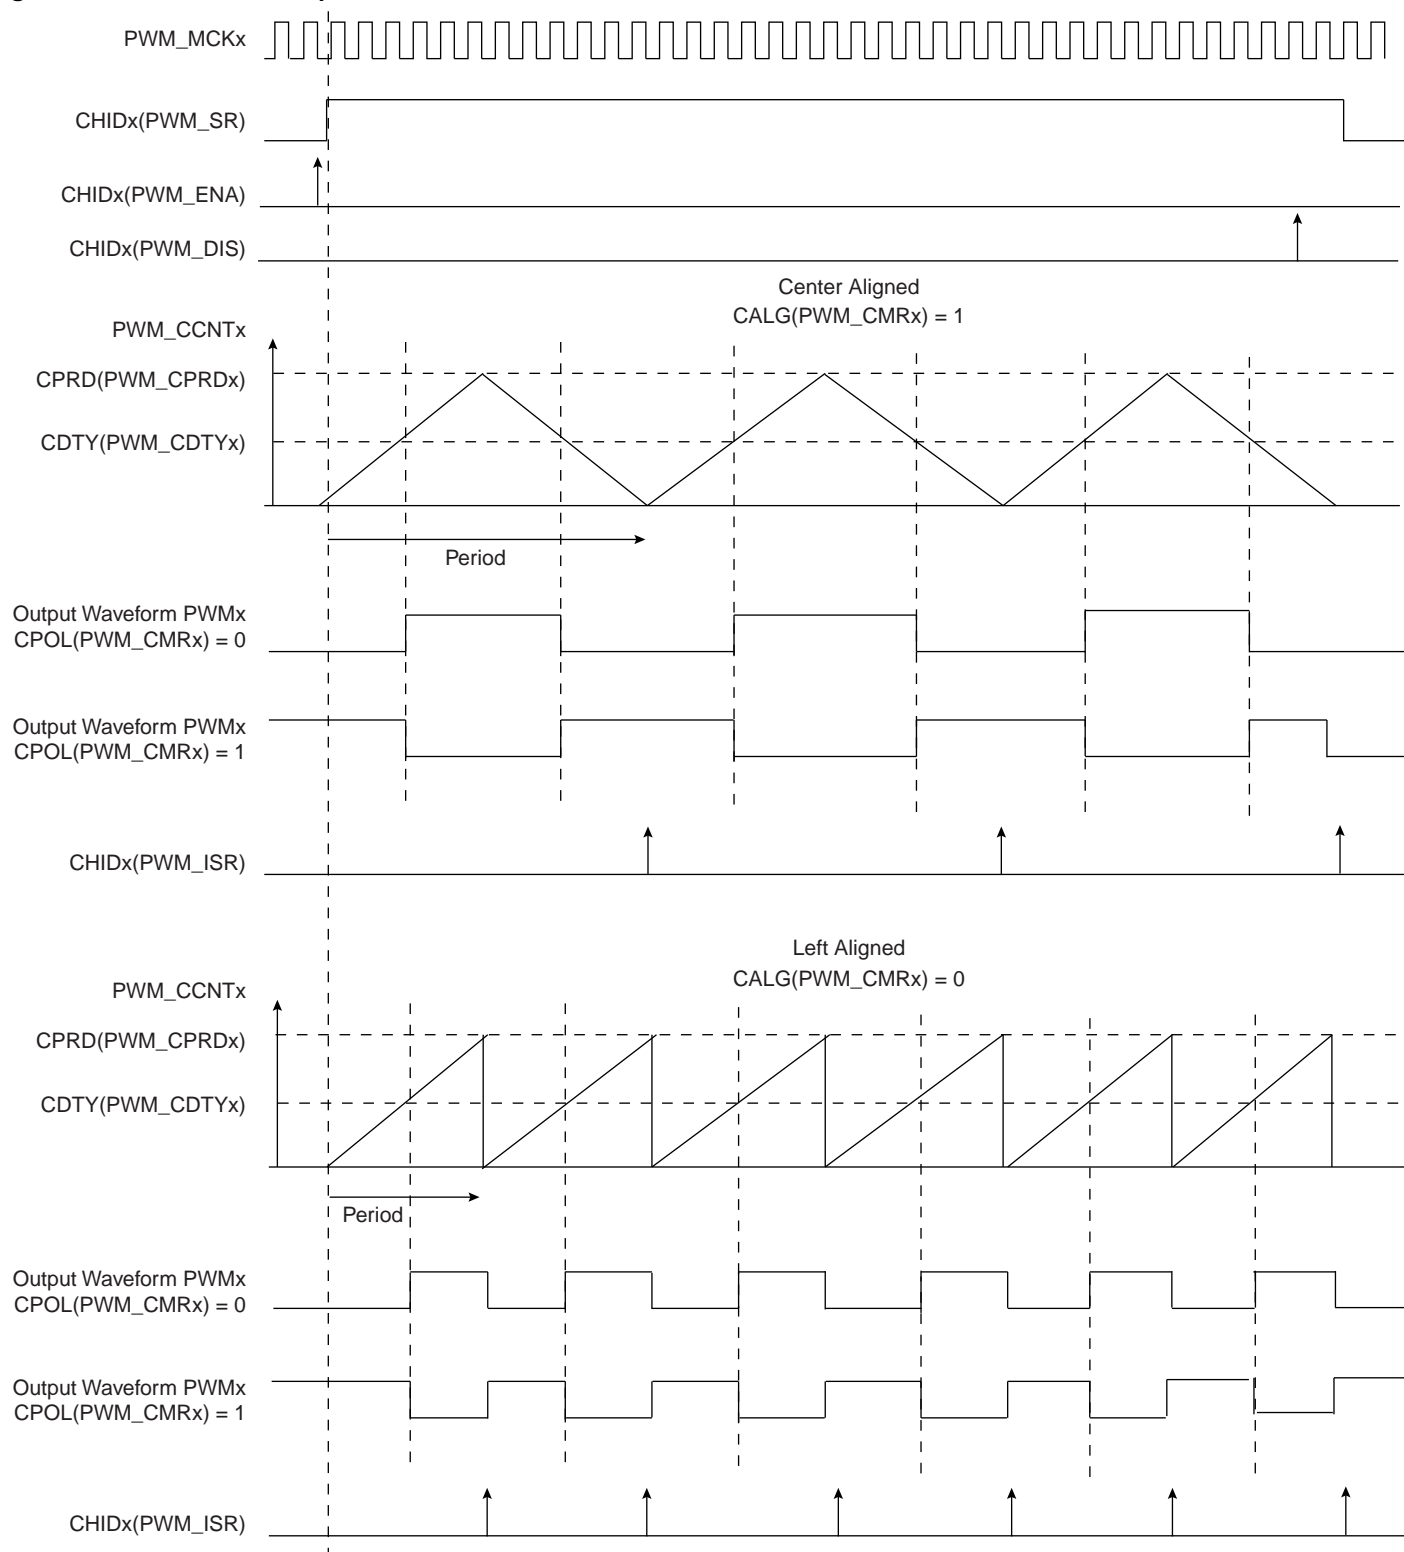 PWM_MCKx
CHIDx(PWM_SR)
CHIDx(PWM_ENA)
CHIDx(PWM_DIS)
Center Aligned
CALG(PWM_CMRx) = 1
PWM_CCNTx
CPRD(PWM_CPRDx)
CDTY(PWM_CDTYx)
Period
Output Waveform PWMx
CPOL(PWM_CMRx) = 0
Output Waveform PWMx
CPOL(PWM_CMRx) = 1
CHIDx(PWM_ISR)
Left Aligned
CALG(PWM_CMRx) = 0
PWM_CCNTx
CPRD(PWM_CPRDx)
CDTY(PWM_CDTYx)
Period
Output Waveform PWMx
CPOL(PWM_CMRx) = 0
Output Waveform PWMx
CPOL(PWM_CMRx) = 1
CHIDx(PWM_ISR)